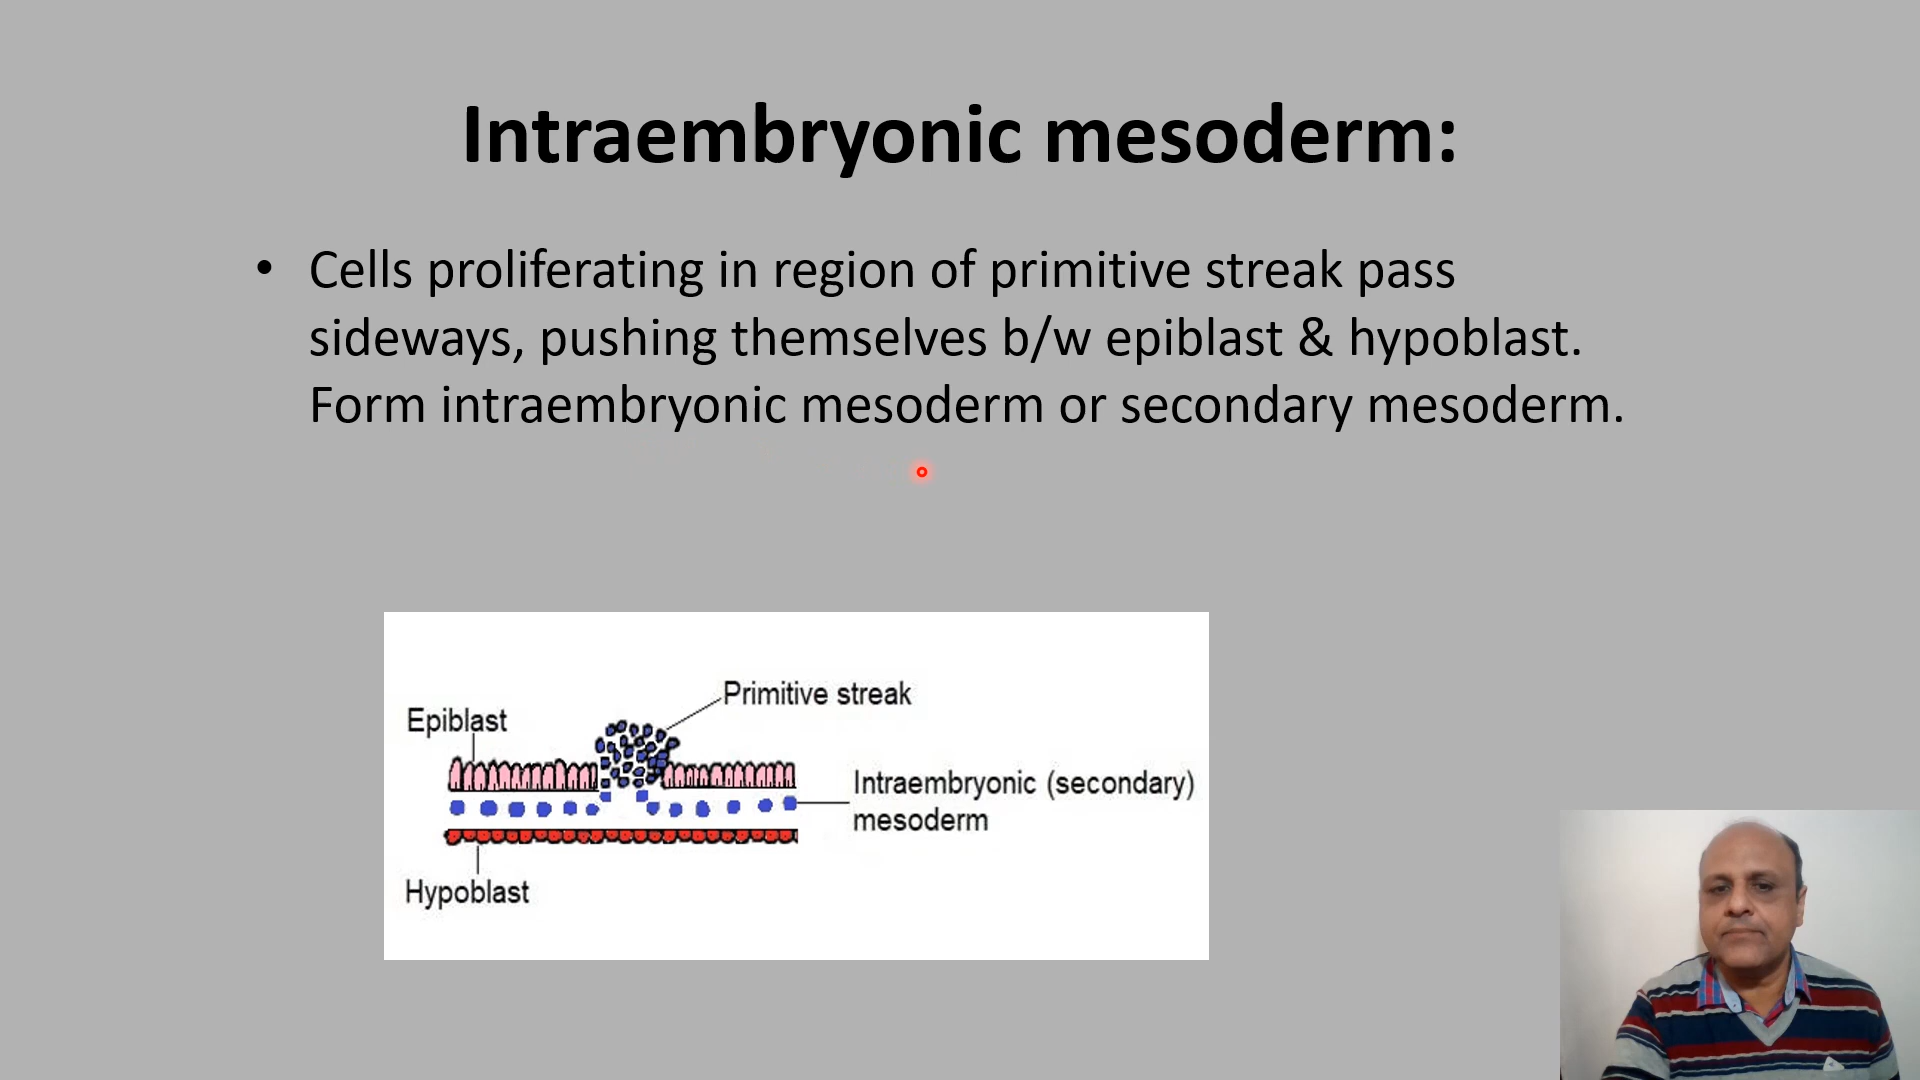 Intraembryonic mesoderm:
• Cells proliferating in region of primitive streak pass
sideways, pushing themselves b/w epiblast & hypoblast.
Form intraembryonic mesoderm or secondary mesoderm.
Primitive streak
Epiblast
Intraembryonic (secondary)
mesoderm
Hypoblast